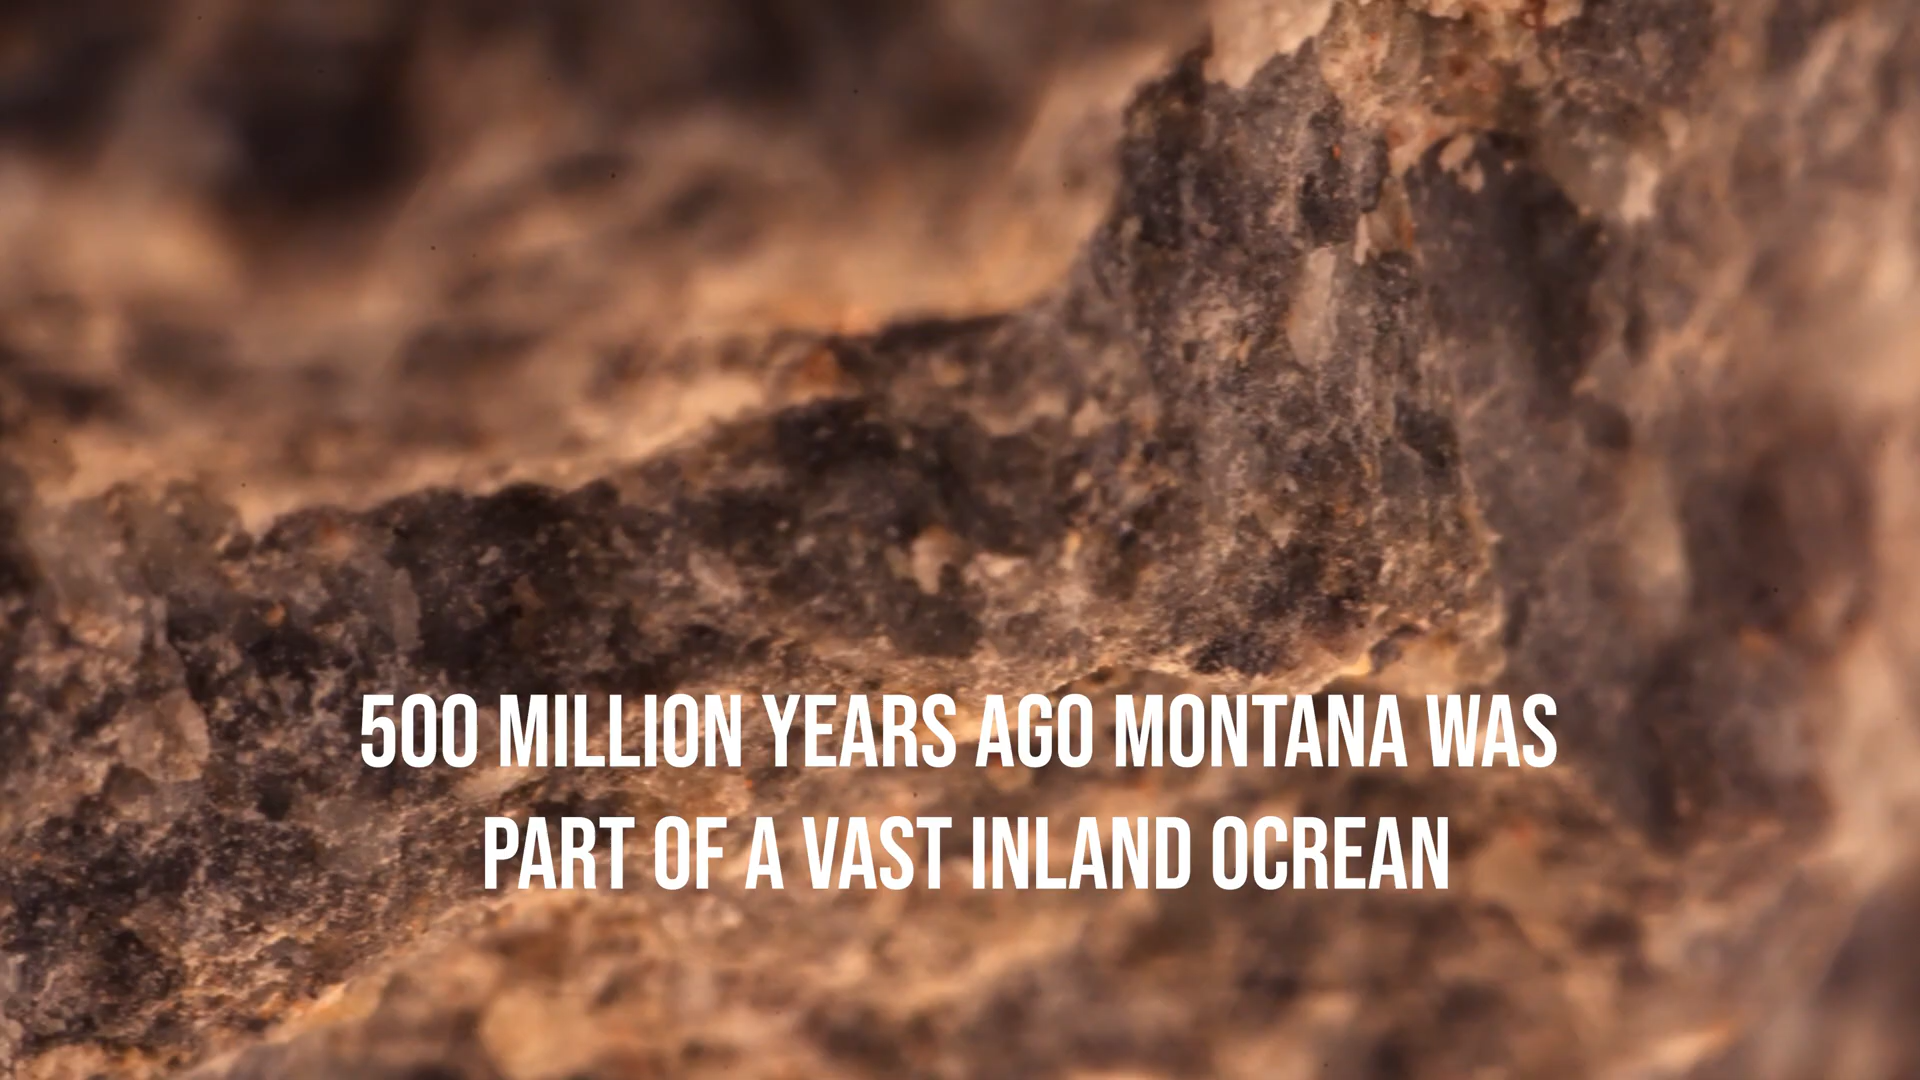 500 MILLION YEARS AGO MONTANA WAS
PART OF A VAST INLAND OCREAN